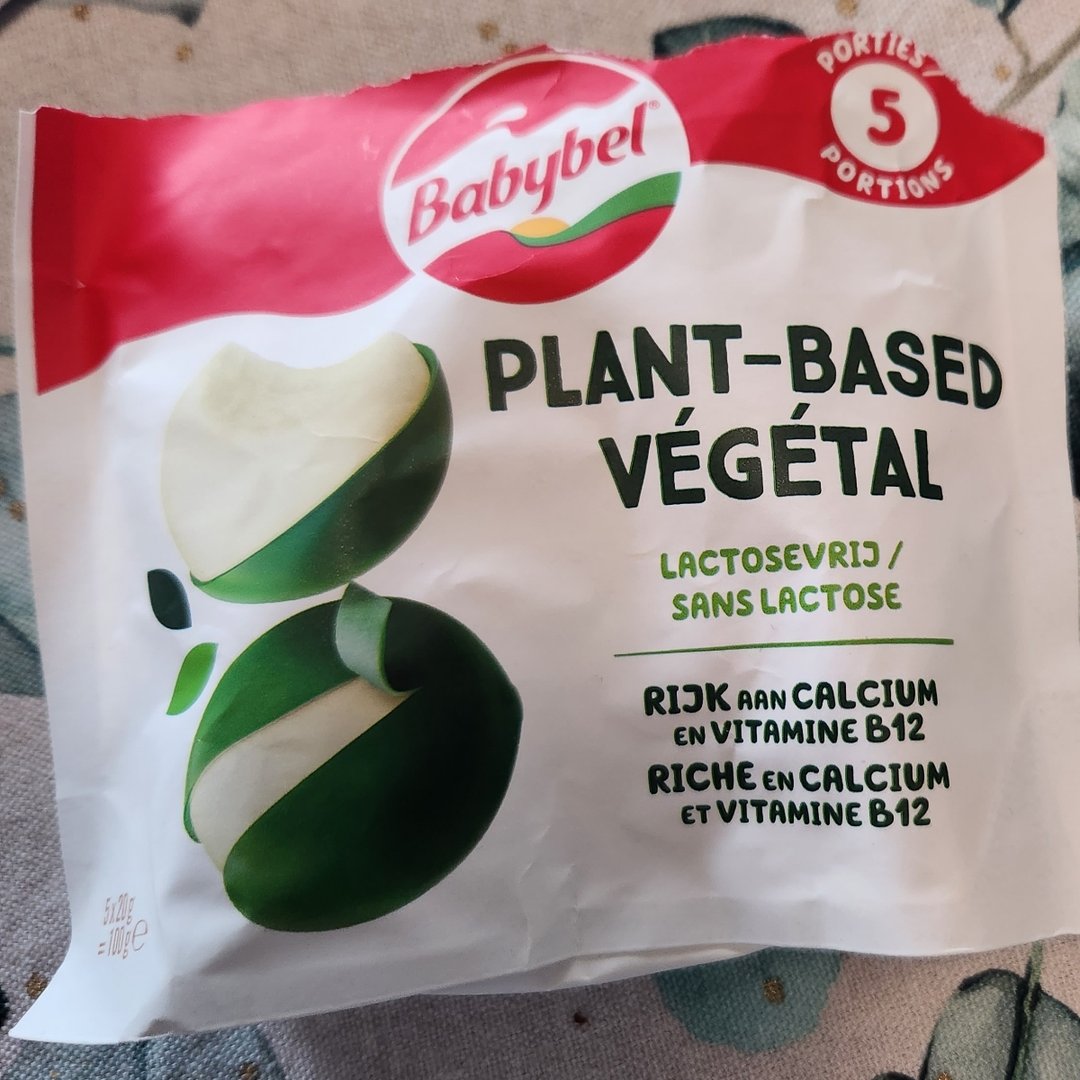 Babybel®
PORTIES/
5
PORTIONS
PLANT-BASED
VÉGÉTAL
LACTOSEVRIJ /
SANS LACTOSE
RIJK AAN CALCIUM
EN VITAMINE B12
RICHE EN CALCIUM
ET VITAMINE B12
5x20g
=100g℮